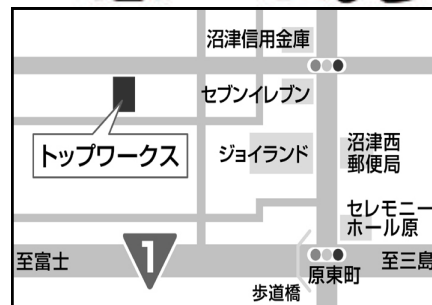 沼津信用金庫
セブンイレブン
トップワークス
ジョイランド
沼津西
郵便局
セレモニー
ホール原
至富士
1
原東町
至三島
歩道橋